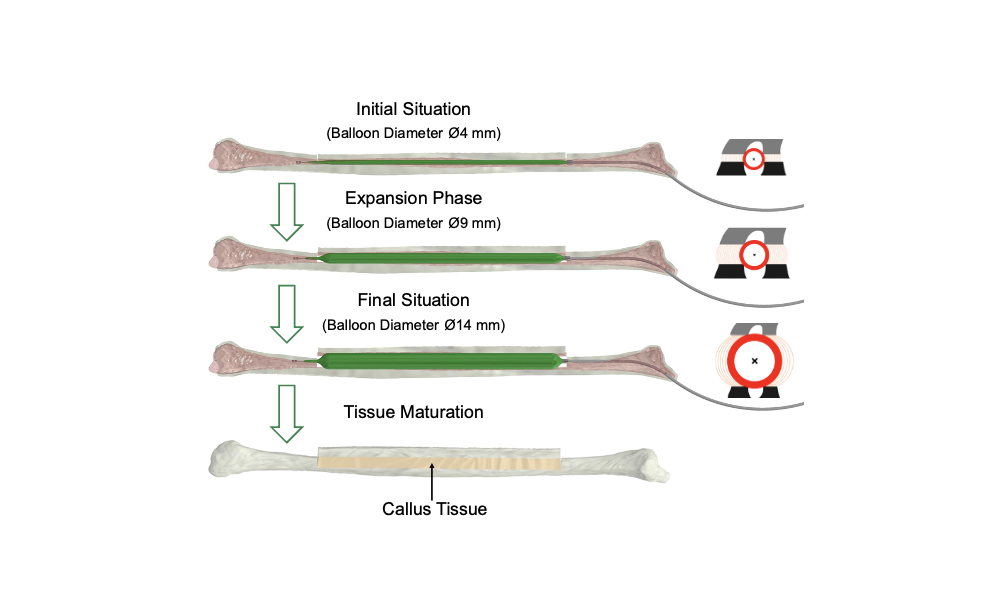 Initial Situation
(Balloon Diameter Ø4 mm)
Expansion Phase
(Balloon Diameter Ø9 mm)
Final Situation
(Balloon Diameter Ø14 mm)
Tissue Maturation
Callus Tissue